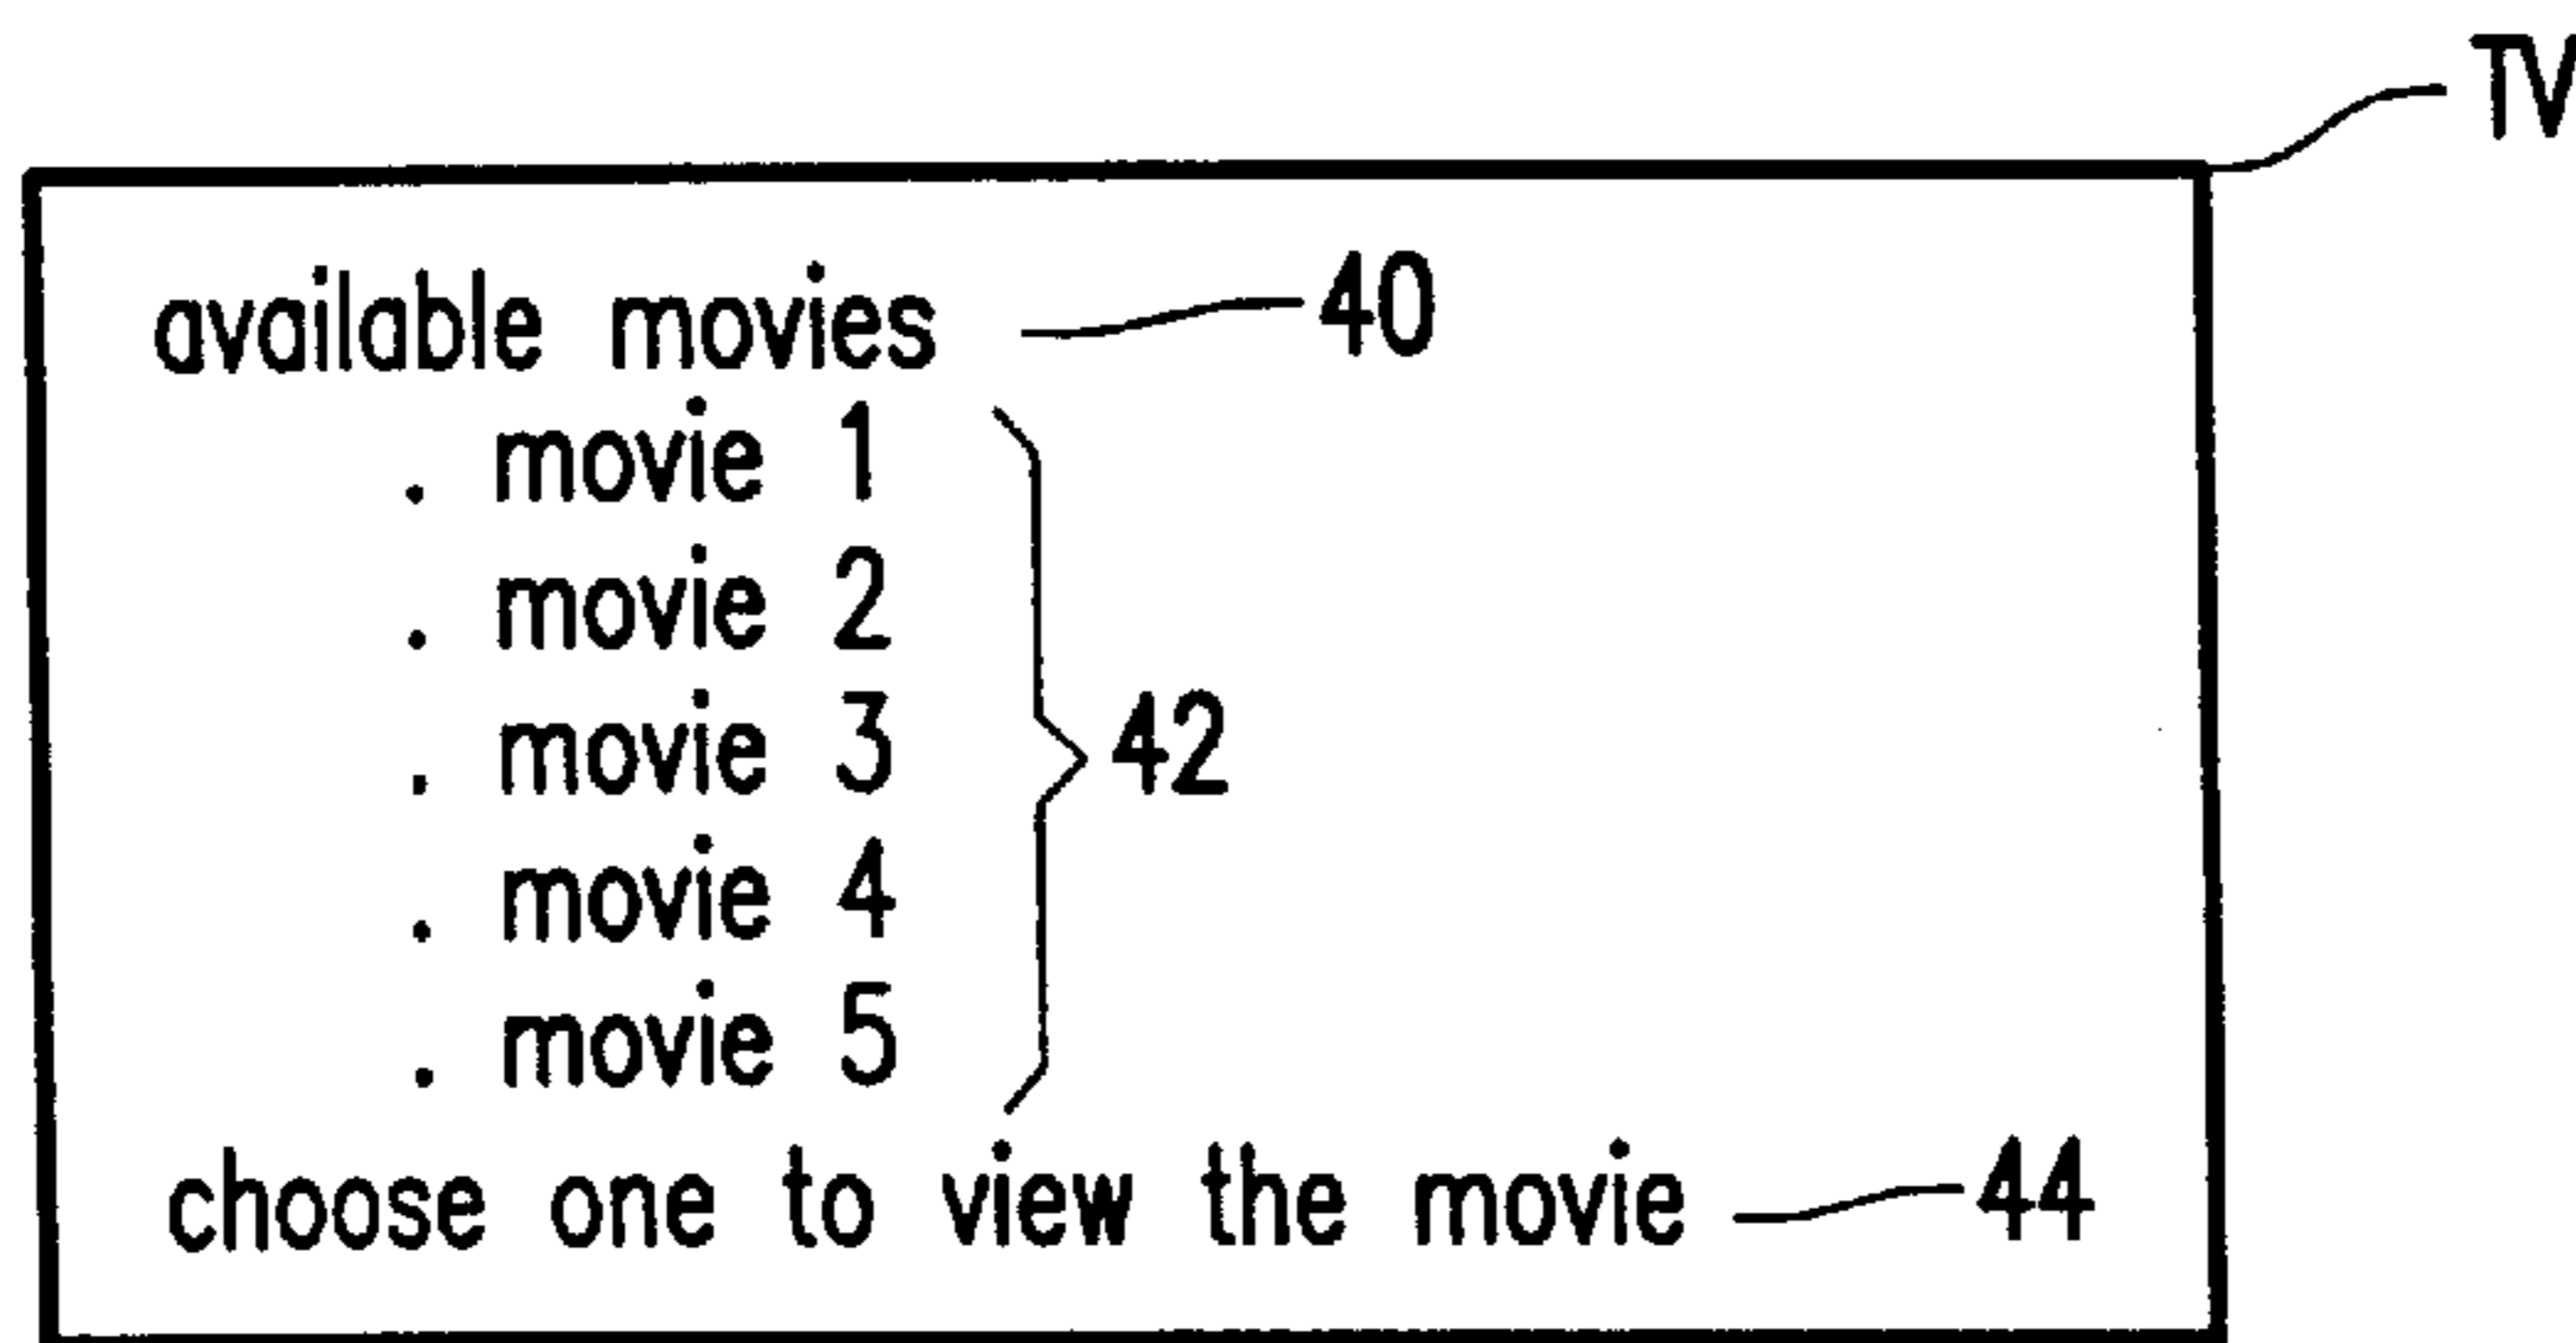 TV
available movies 40
. movie 1
. movie 2
. movie 3 42
. movie 4
. movie 5
choose one to view the movie 44